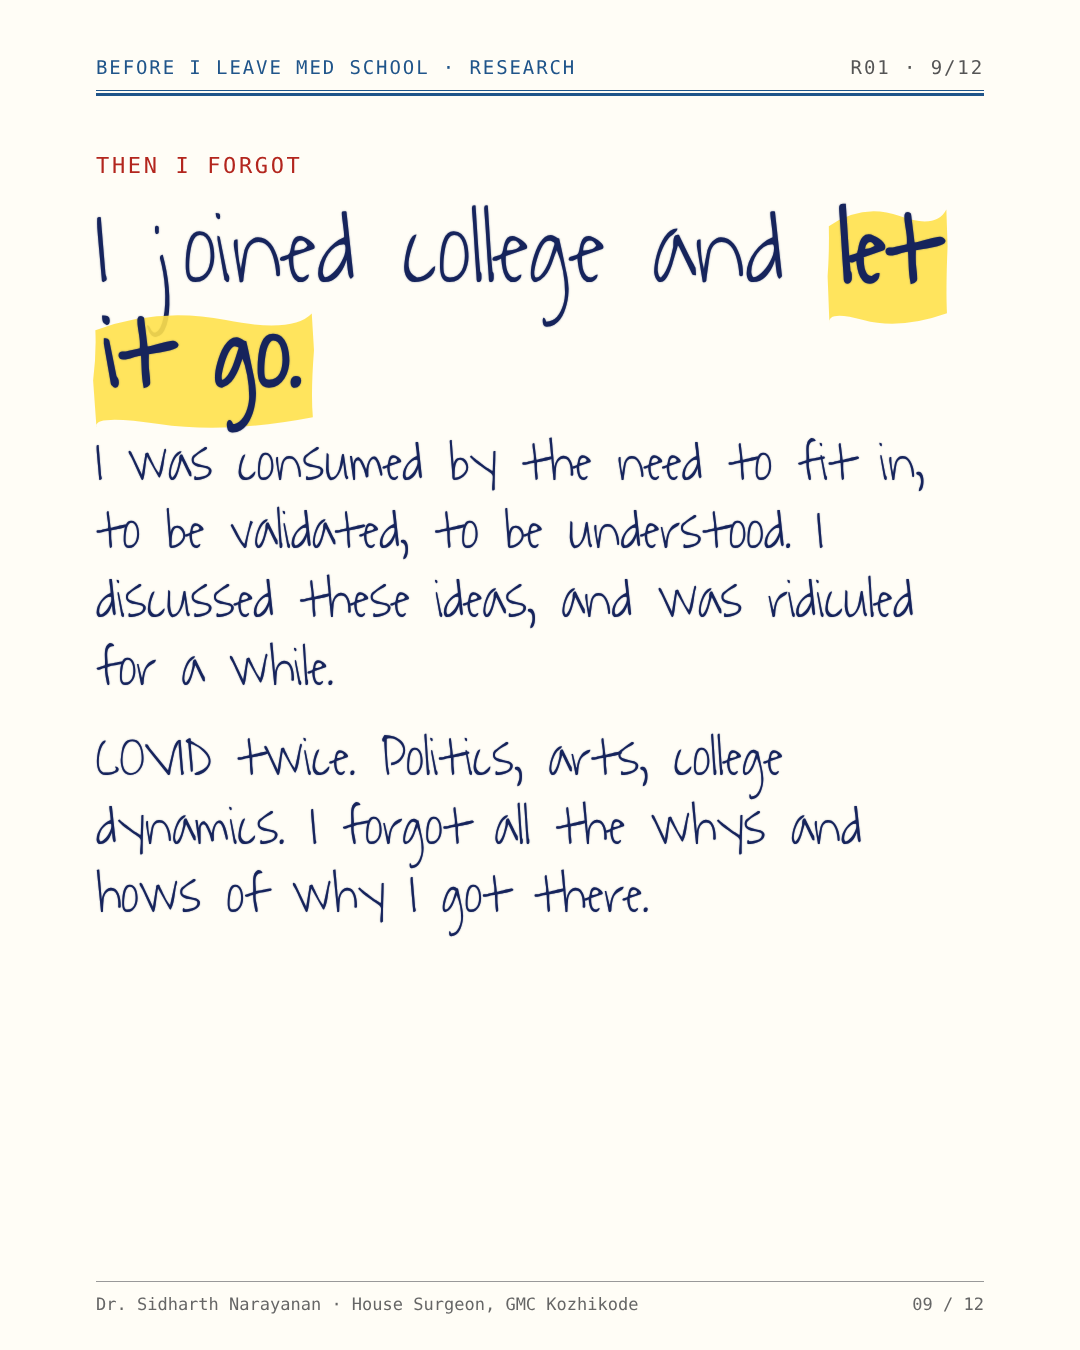 BEFORE I LEAVE MED SCHOOL · RESEARCH
R01 · 9/12
THEN I FORGOT
I joined college and let
it go.
I was consumed by the need to fit in,
to be validated, to be understood. I
discussed these ideas, and was ridiculed
for a while.
COVID twice. Politics, arts, college
dynamics. I forgot all the whys and
hows of why I got there.
Dr. Sidharth Narayanan · House Surgeon, GMC Kozhikode
09 / 12